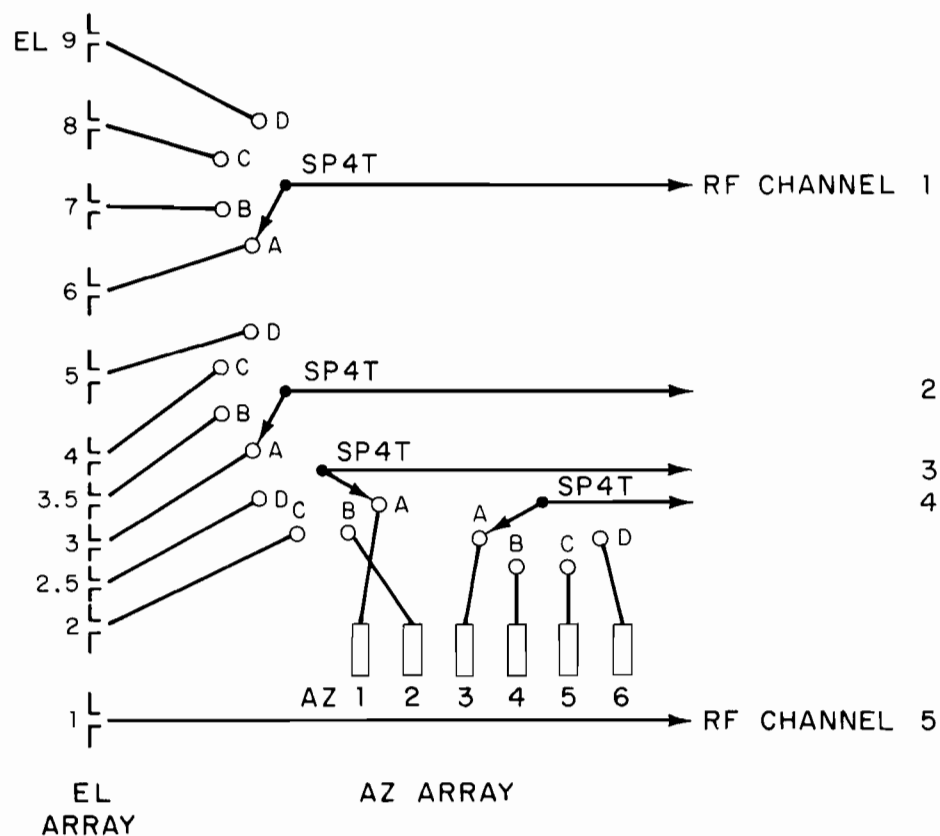 EL 9
D
8
C
SP4T
RF CHANNEL 1
7
B
A
6
D
5
C
SP4T
2
B
4
A
SP4T
3
3.5
SP4T
4
D
C
B
A
A
3
B
C
D
2.5
2
AZ 1 2 3 4 5 6
1
RF CHANNEL 5
EL
ARRAY
AZ ARRAY